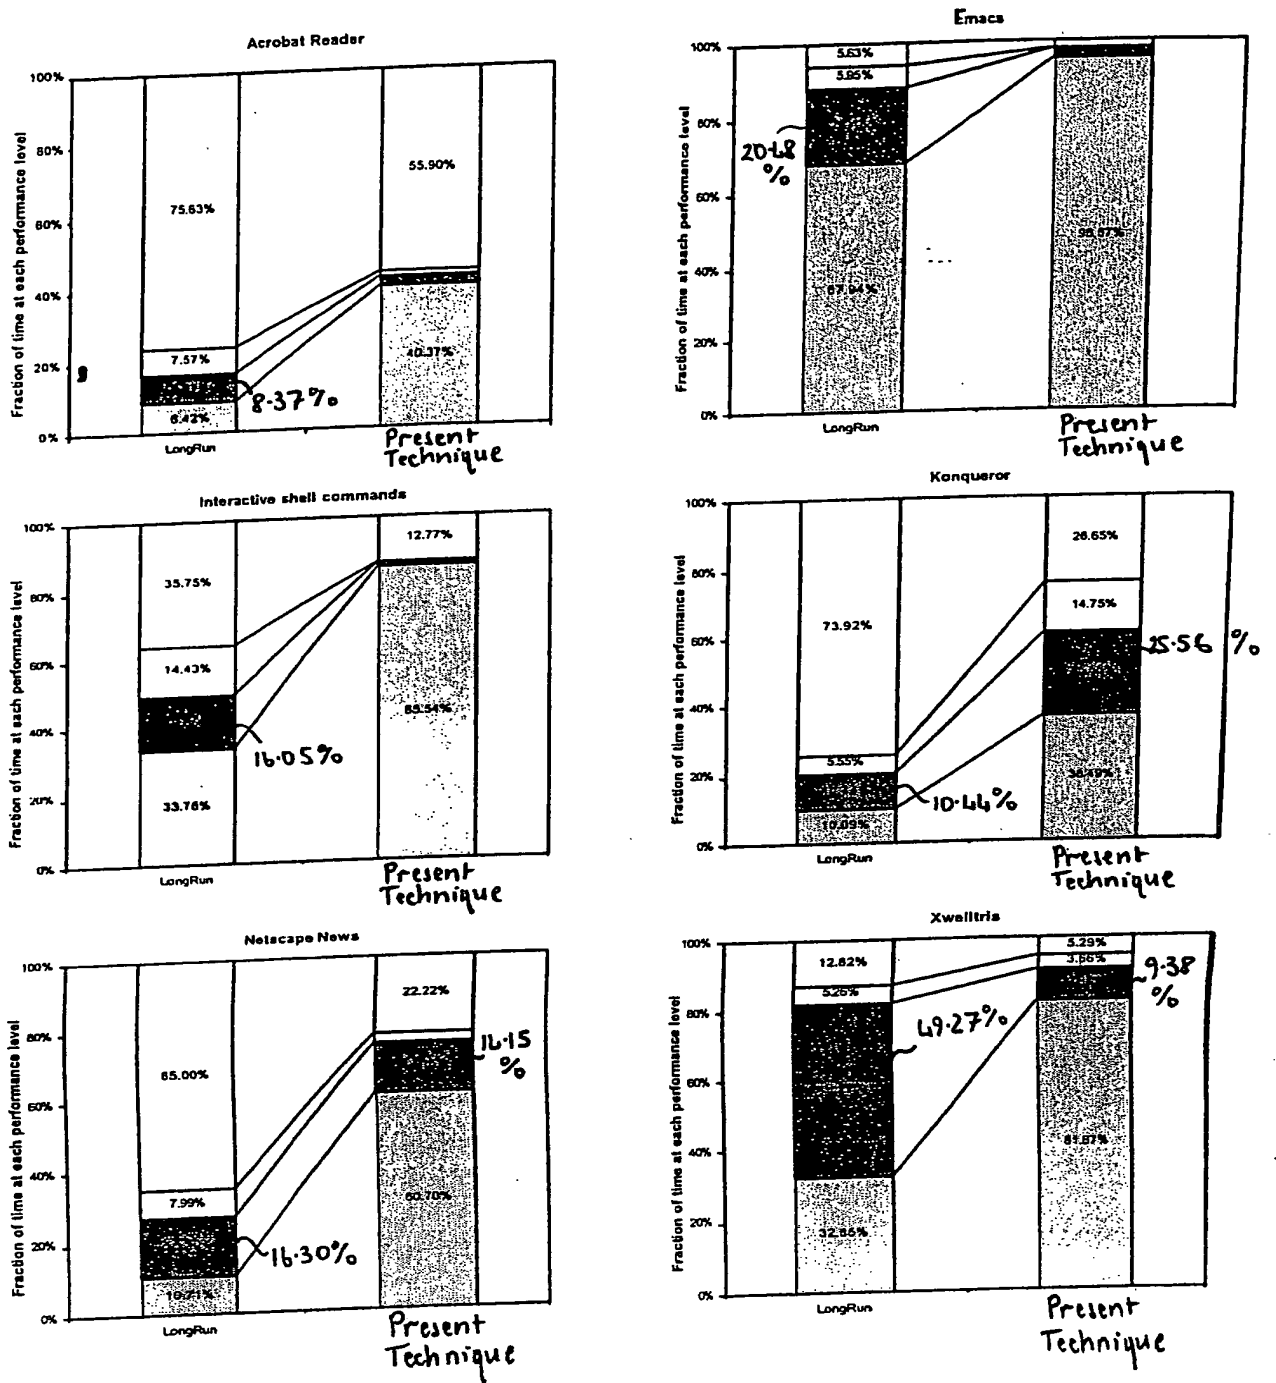 Acrobat Reader
Fraction of time at each performance level
100%
80%
60%
40%
20%
0%
75.63%
7.57%
8.37%
8.42%
55.90%
40.37%
LongRun
Present
Technique
Emacs
Fraction of time at each performance level
100%
80%
60%
40%
20%
0%
5.63%
5.95%
20.48
%
67.94%
LongRun
Present
Technique
Interactive shell commands
Fraction of time at each performance level
100%
80%
60%
40%
20%
0%
35.75%
14.43%
16.05%
33.76%
12.77%
85.54%
LongRun
Present
Technique
Konqueror
Fraction of time at each performance level
100%
80%
60%
40%
20%
0%
73.92%
5.55%
10.44%
10.09%
26.65%
14.75%
25.56 %
LongRun
Present
Technique
Netscape News
Fraction of time at each performance level
100%
80%
60%
40%
20%
0%
65.00%
7.99%
16.30%
10.71%
22.22%
14.15
%
60.70%
LongRun
Present
Technique
Xwelltris
Fraction of time at each performance level
100%
80%
60%
40%
20%
0%
12.82%
5.26%
49.27%
32.65%
5.29%
3.66%
9.38
%
LongRun
Present
Technique